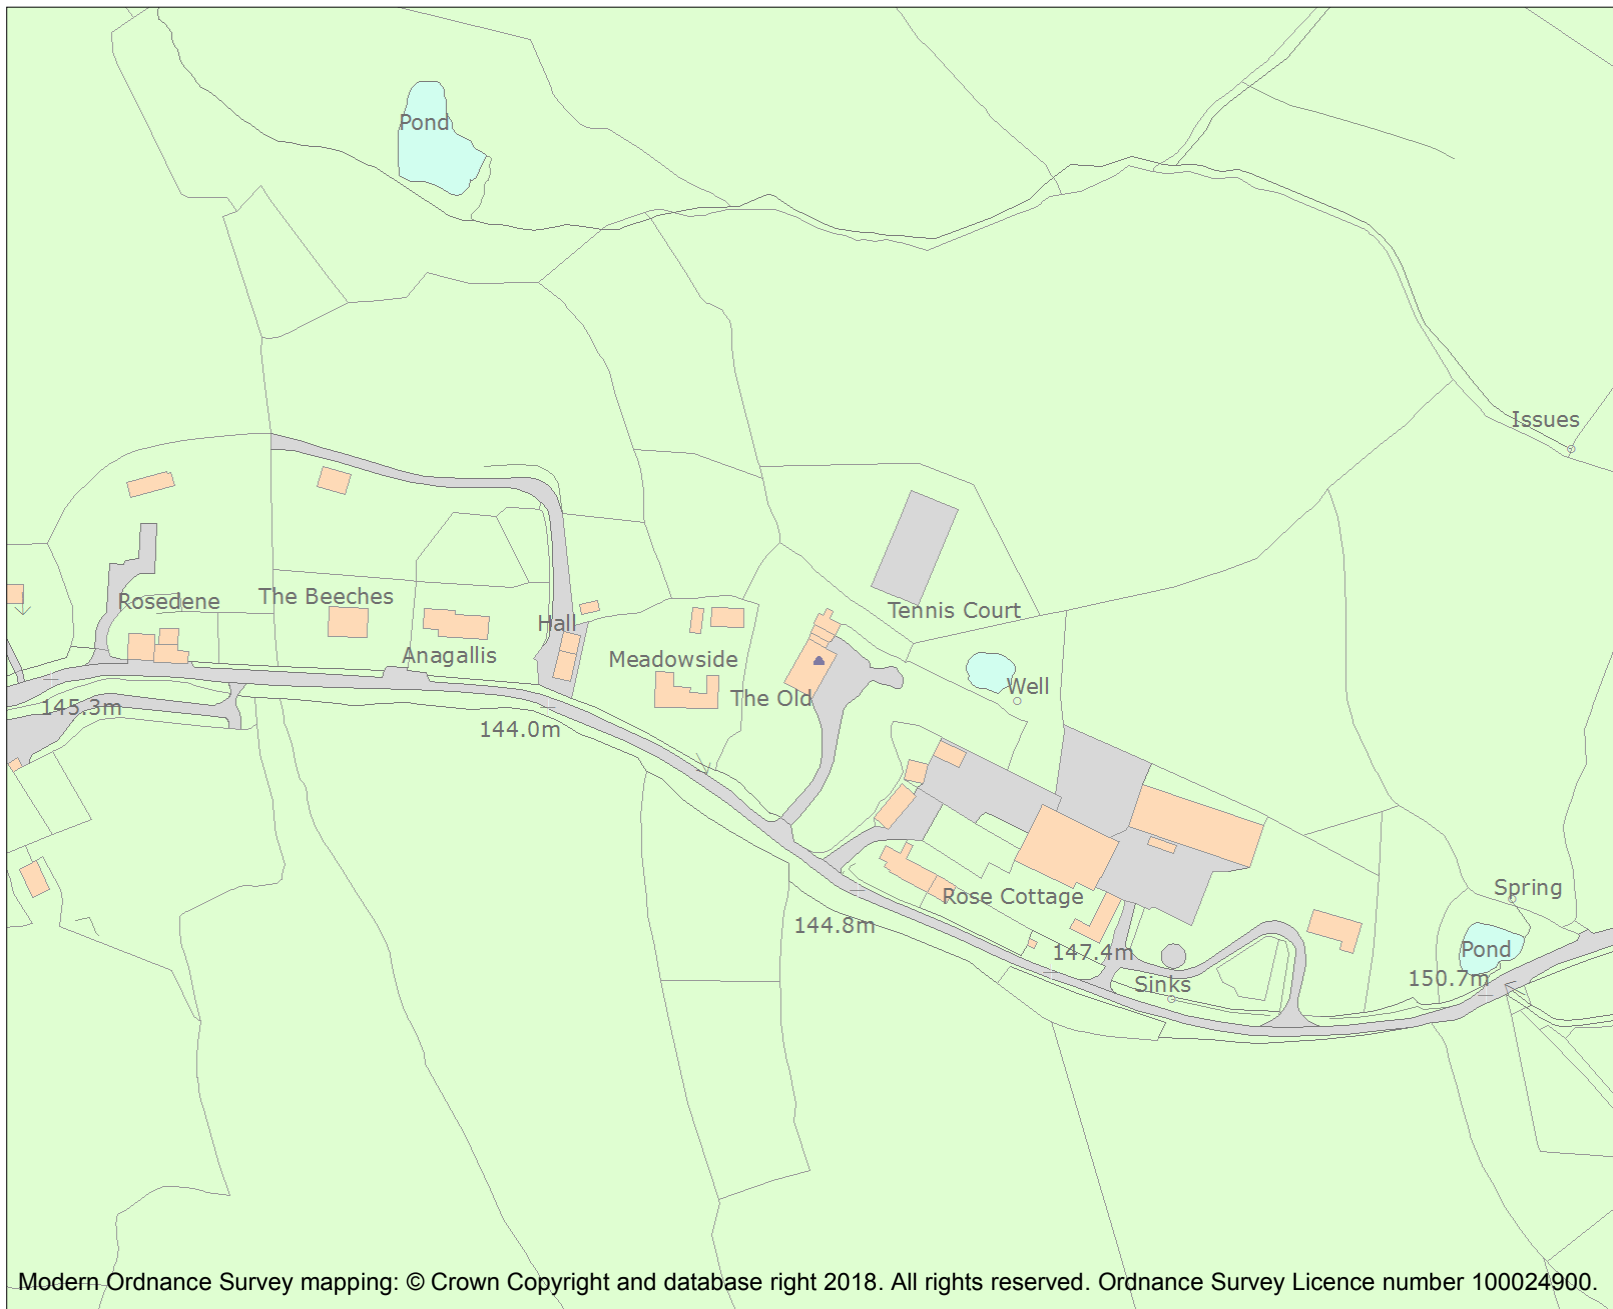 Pond
Issues
Rosedene
The Beeches
Tennis Court
Hall
Anagallis
Meadowside
Well
The Old
145.3m
144.0m
Spring
Rose Cottage
144.8m
Pond
147.4m
150.7m
Sinks
Modern Ordnance Survey mapping: © Crown Copyright and database right 2018. All rights reserved. Ordnance Survey Licence number 100024900.